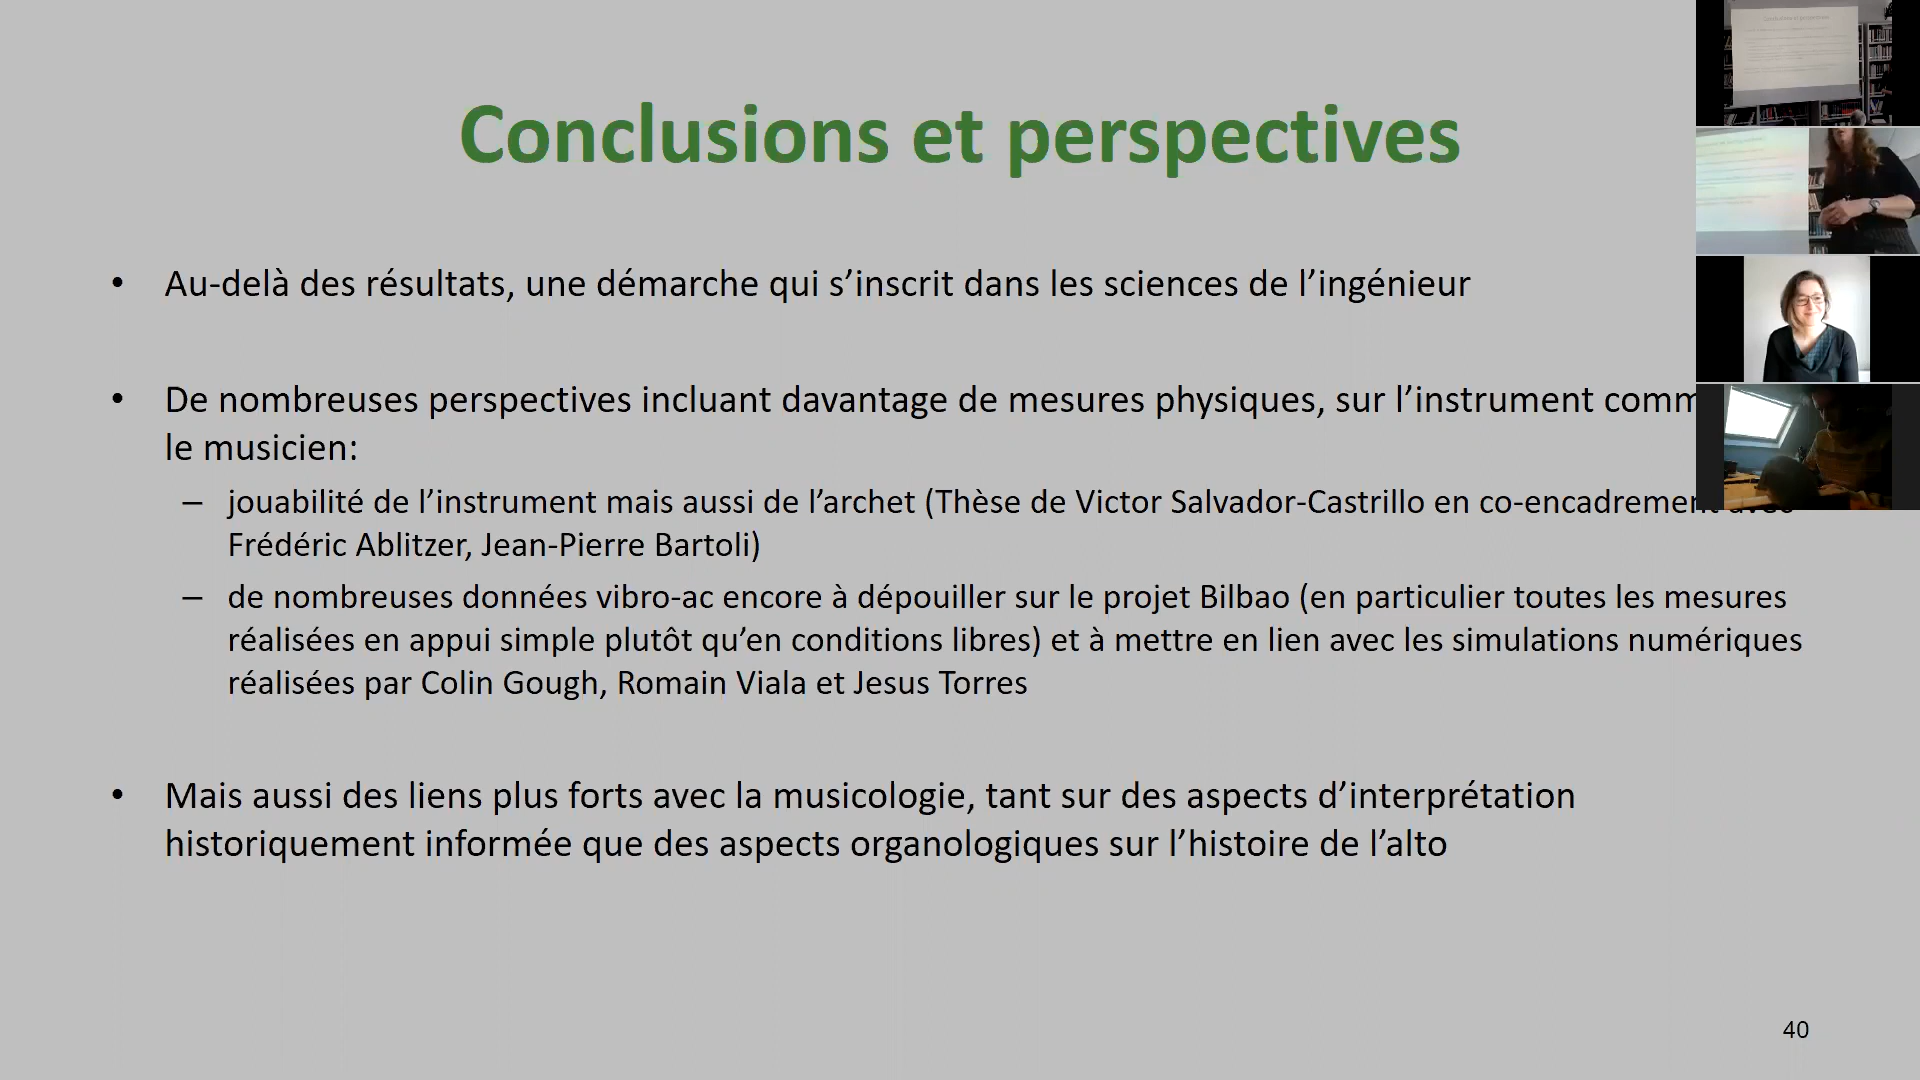 Conclusions et perspectives
• Au-delà des résultats, une démarche qui s’inscrit dans les sciences de l’ingénieur
• De nombreuses perspectives incluant davantage de mesures physiques, sur l’instrument
le musicien:
– jouabilité de l’instrument mais aussi de l’archet (Thèse de Victor Salvador-Castrillo en co-encadrement
Frédéric Ablitzer, Jean-Pierre Bartoli)
– de nombreuses données vibro-ac encore à dépouiller sur le projet Bilbao (en particulier toutes les mesures
réalisées en appui simple plutôt qu’en conditions libres) et à mettre en lien avec les simulations numériques
réalisées par Colin Gough, Romain Viala et Jesus Torres
• Mais aussi des liens plus forts avec la musicologie, tant sur des aspects d’interprétation
historiquement informée que des aspects organologiques sur l’histoire de l’alto
40